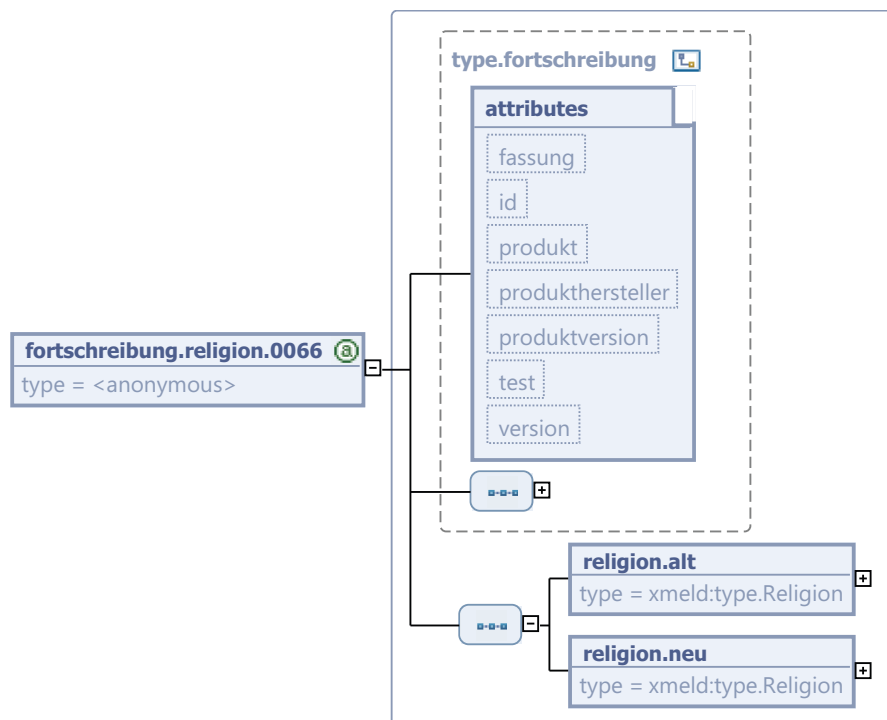 type.fortschreibung
attributes
fassung
id
produkt
produkthersteller
produktversion
test
version
fortschreibung.religion.0066 @
type = <anonymous>
religion.alt
type = xmeld:type.Religion
religion.neu
type = xmeld:type.Religion